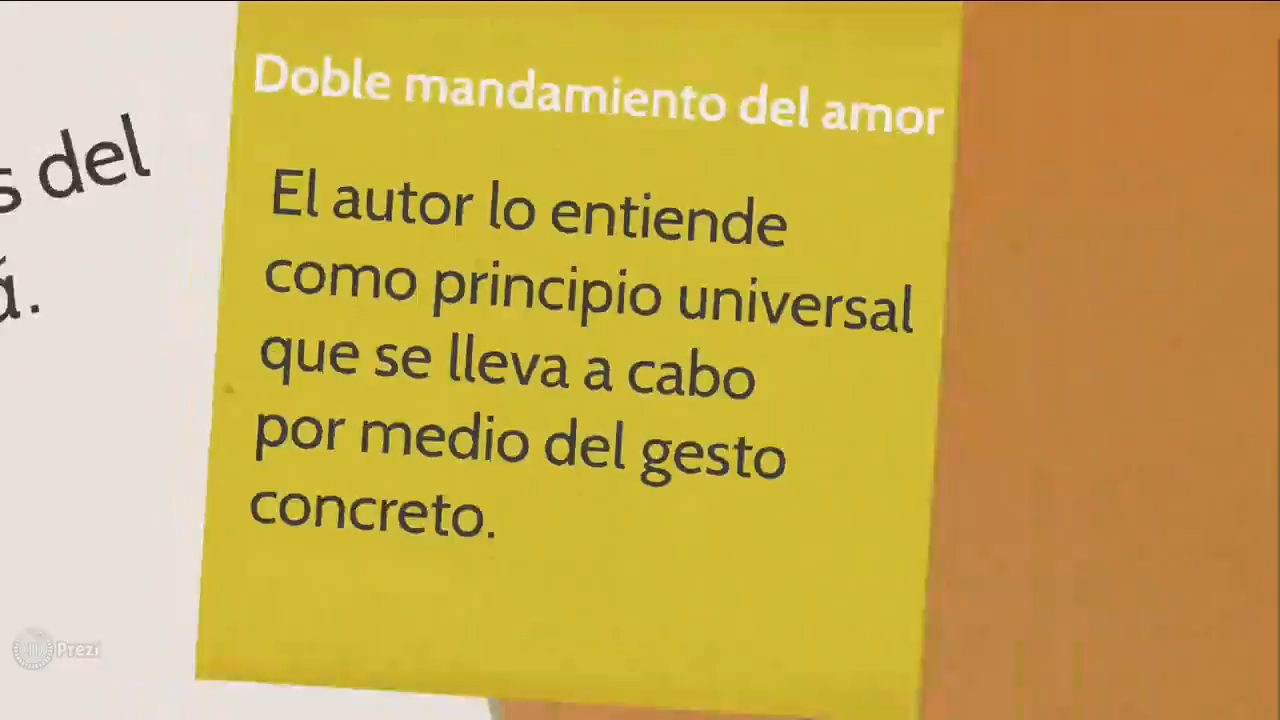 Doble mandamiento del amor
El autor lo entiende
como principio universal
que se lleva a cabo
por medio del gesto
concreto.
s del
á.
Prezi